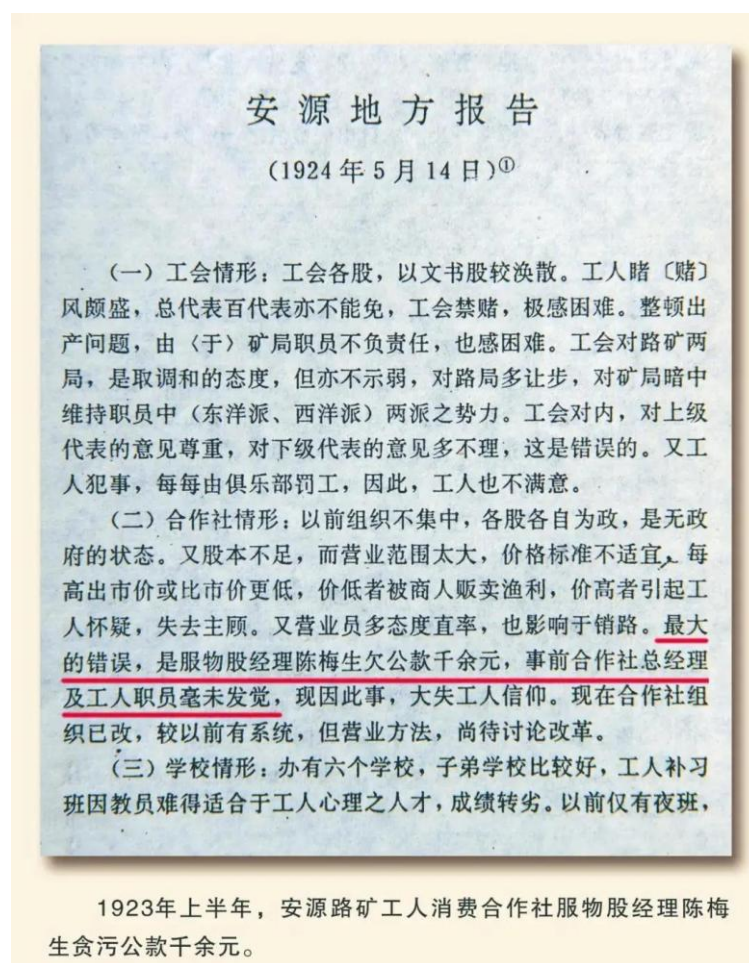 安源地方报告
(1924年5月14日)①
（一）工会情形：工会各股，以文书股较涣散。工人睹〔赌〕
风颇盛，总代表百代表亦不能免，工会禁赌，极感困难。整顿出
产问题，由〈于〉矿局职员不负责任，也感困难。工会对路矿两
局，是取调和的态度，但亦不示弱，对路局多让步，对矿局暗中
维持职员中（东洋派、西洋派）两派之势力。工会对内，对上级
代表的意见尊重，对下级代表的意见多不理，这是错误的。又工
人犯事，每每由俱乐部罚工，因此，工人也不满意。
（二）合作社情形：以前组织不集中，各股各自为政，是无政
府的状态。又股本不足，而营业范围太大，价格标准不适宜，每
高出市价或比市价更低，价低者被商人贩卖渔利，价高者引起工
人怀疑，失去主顾。又营业员多态度直率，也影响于销路。最大
的错误，是服物股经理陈梅生欠公款千余元，事前合作社总经理
及工人职员毫未发觉，现因此事，大失工人信仰。现在合作社组
织已改，较以前有系统，但营业方法，尚待讨论改革。
（三）学校情形：办有六个学校，子弟学校比较好，工人补习
班因教员难得适合于工人心理之人才，成绩转劣。以前仅有夜班，
1923年上半年，安源路矿工人消费合作社服物股经理陈梅
生贪污公款千余元。